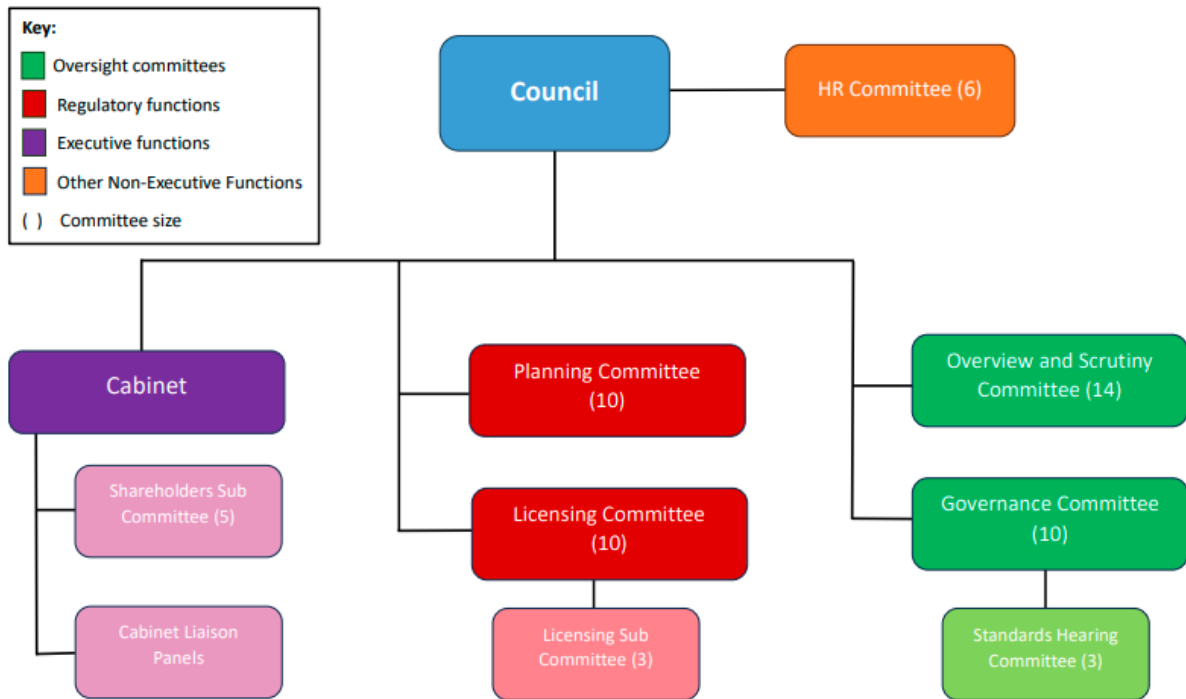 Key:
Oversight committees
Regulatory functions
Executive functions
Other Non-Executive Functions
( ) Committee size
Council
HR Committee (6)
Cabinet
Shareholders Sub
Committee (5)
Cabinet Liaison
Panels
Planning Committee
(10)
Licensing Committee
(10)
Licensing Sub
Committee (3)
Overview and Scrutiny
Committee (14)
Governance Committee
(10)
Standards Hearing
Committee (3)